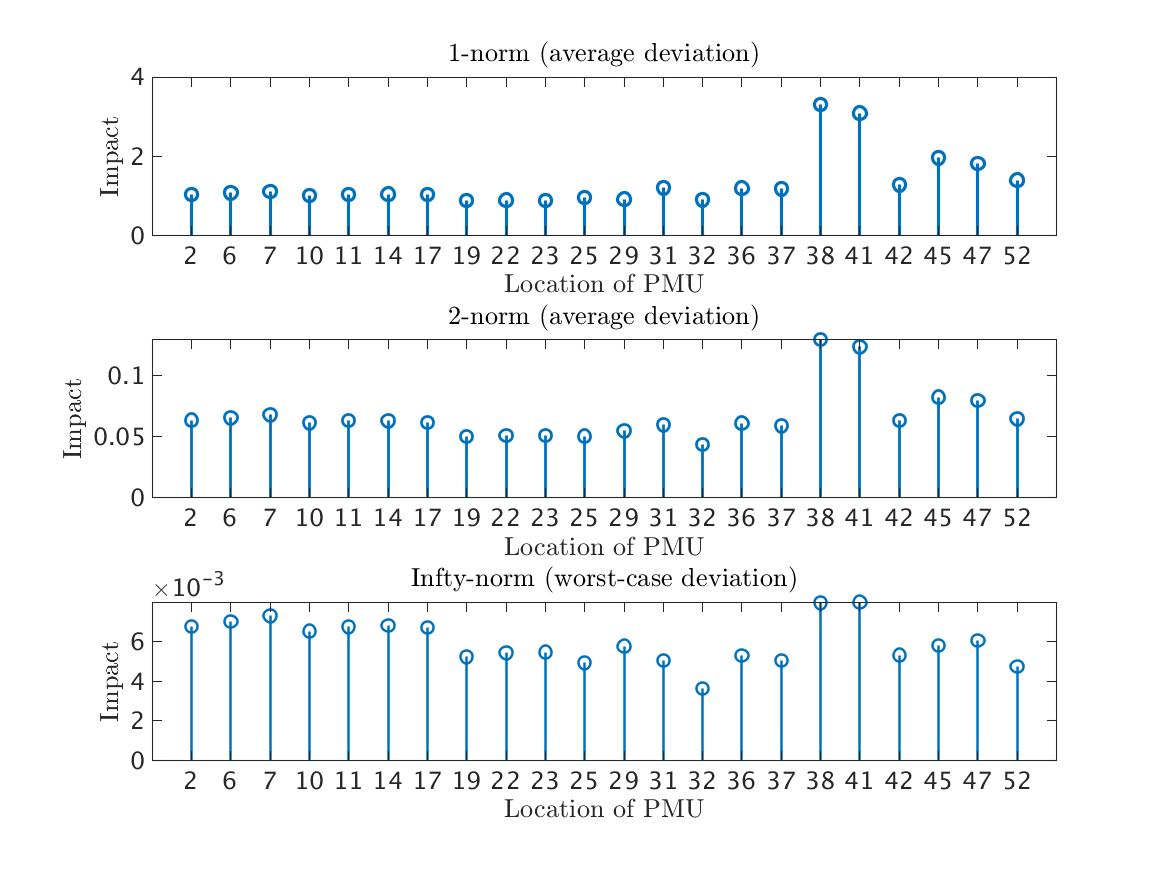 1-norm (average deviation)
4
2
0
Impact
2 6 7 10 11 14 17 19 22 23 25 29 31 32 36 37 38 41 42 45 47 52
Location of PMU
2-norm (average deviation)
0.1
0.05
0
Impact
2 6 7 10 11 14 17 19 22 23 25 29 31 32 36 37 38 41 42 45 47 52
Location of PMU
Infty-norm (worst-case deviation)
×10⁻³
6
4
2
0
Impact
2 6 7 10 11 14 17 19 22 23 25 29 31 32 36 37 38 41 42 45 47 52
Location of PMU